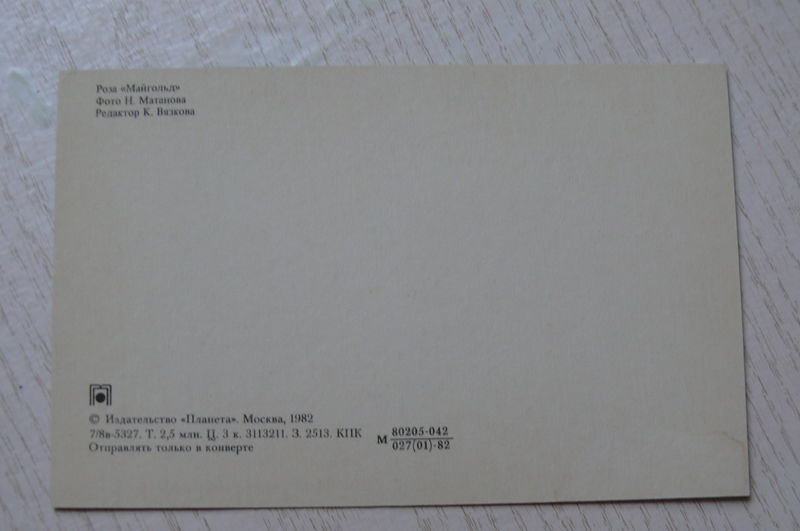 Роза «Майгольд»
Фото Н. Матанова
Редактор К. Вязкова
© Издательство «Планета». Москва, 1982
7/8в-5327. Т. 2,5 млн. Ц. 3 к. 3113211. З. 2513. КПК
Отправлять только в конверте
М 80205-042
027(01)-82